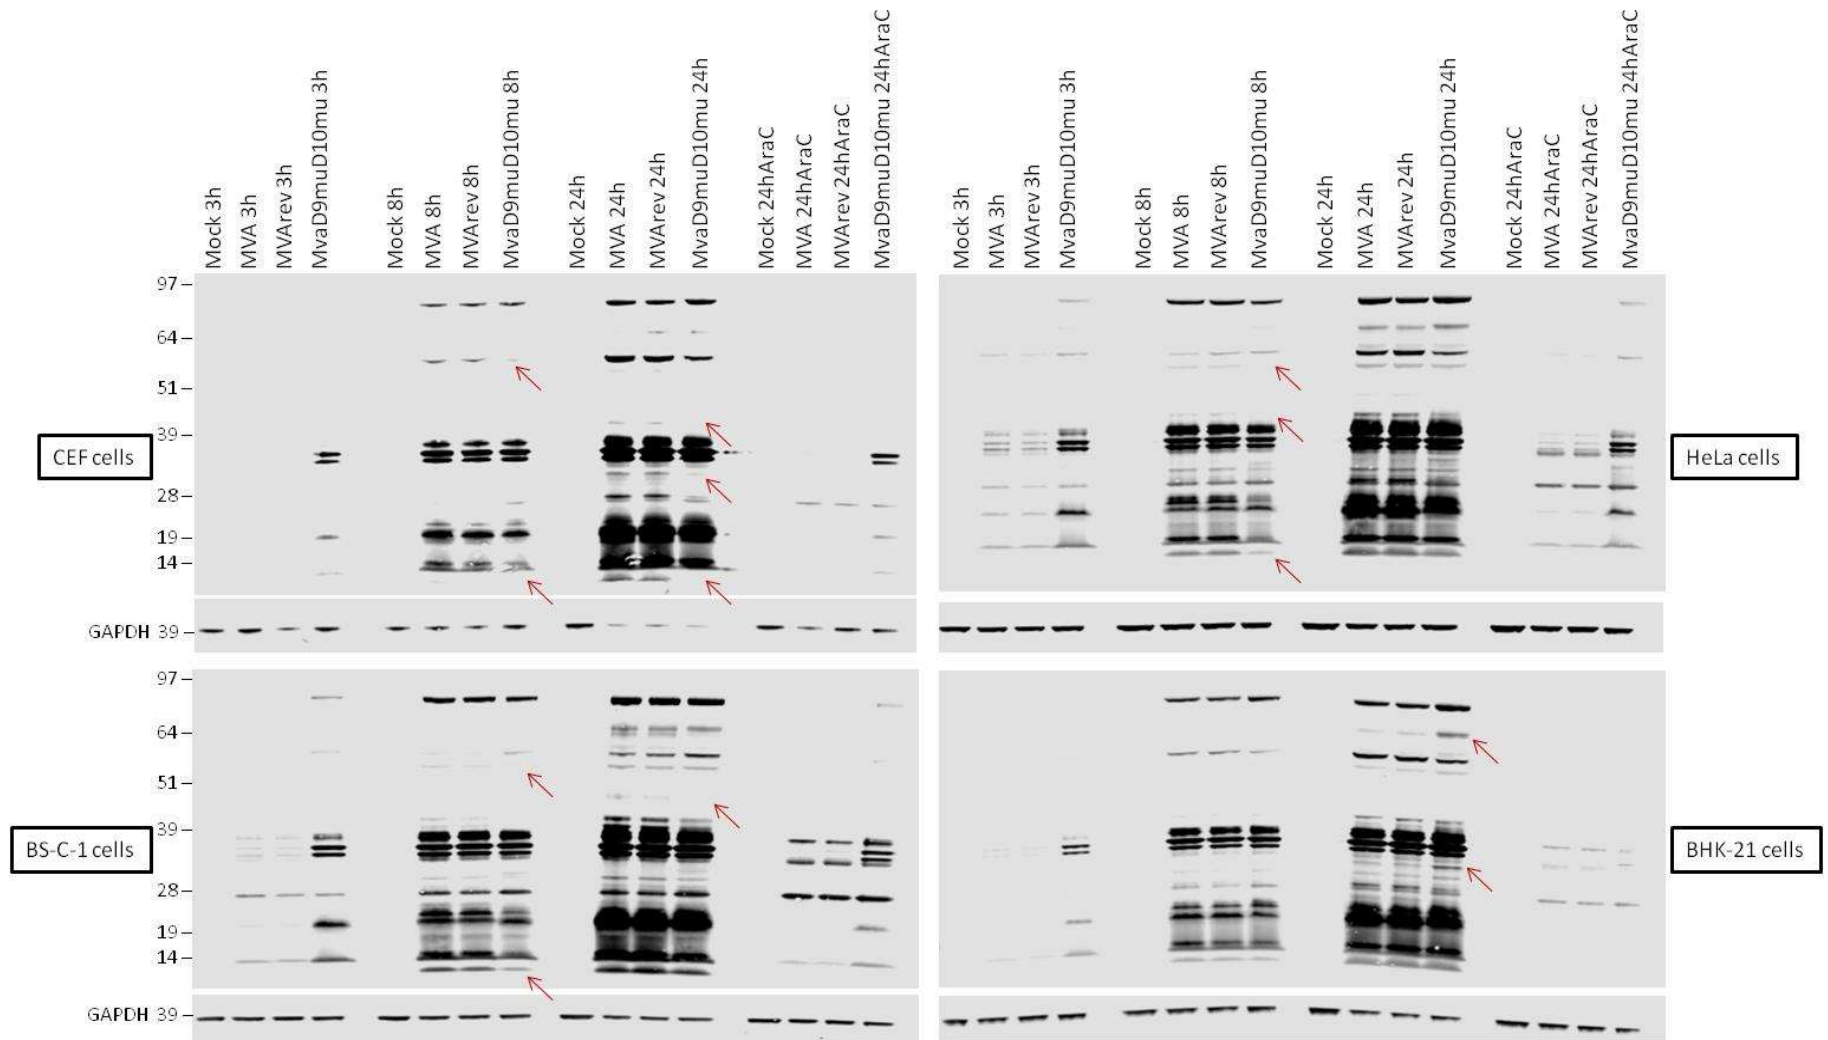 Mock 3h
MVA 3h
MVArev 3h
MvaD9muD10mu 3h
Mock 8h
MVA 8h
MVArev 8h
MvaD9muD10mu 8h
Mock 24h
MVA 24h
MVArev 24h
MvaD9muD10mu 24h
Mock 24hAraC
MVA 24hAraC
MVArev 24hAraC
MvaD9muD10mu 24hAraC
Mock 3h
MVA 3h
MVArev 3h
MvaD9muD10mu 3h
Mock 8h
MVA 8h
MVArev 8h
MvaD9muD10mu 8h
Mock 24h
MVA 24h
MVArev 24h
MvaD9muD10mu 24h
Mock 24hAraC
MVA 24hAraC
MVArev 24hAraC
MvaD9muD10mu 24hAraC
97
64
51
39
CEF cells
HeLa cells
28
19
14
GAPDH 39
97
64
51
39
BS-C-1 cells
BHK-21 cells
28
19
14
GAPDH 39